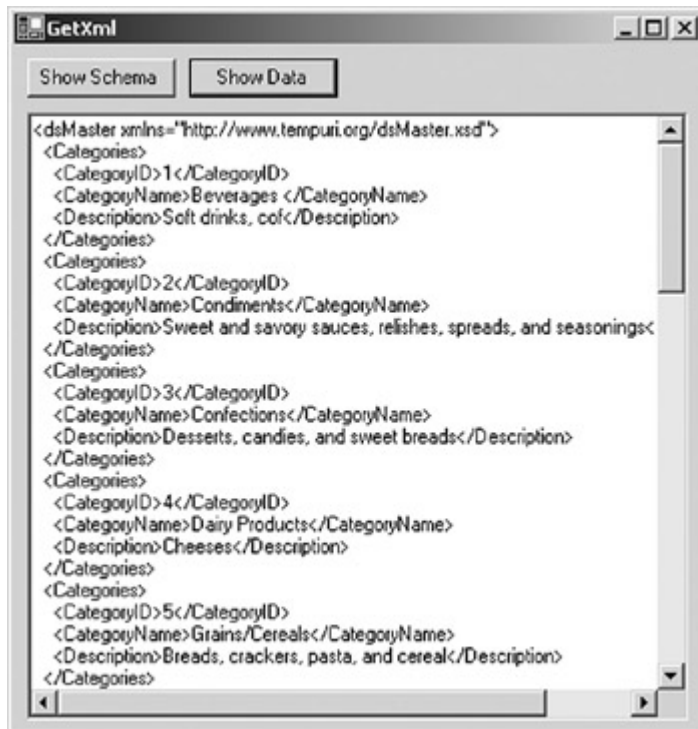 GetXml
Show Schema Show Data
<dsMaster xmlns="http://www.tempuri.org/dsMaster.xsd">
<Categories>
<CategoryID>1</CategoryID>
<CategoryName>Beverages </CategoryName>
<Description>Soft drinks, cof</Description>
</Categories>
<Categories>
<CategoryID>2</CategoryID>
<CategoryName>Condiments</CategoryName>
<Description>Sweet and savory sauces, relishes, spreads, and seasonings<
</Categories>
<Categories>
<CategoryID>3</CategoryID>
<CategoryName>Confections</CategoryName>
<Description>Desserts, candies, and sweet breads</Description>
</Categories>
<Categories>
<CategoryID>4</CategoryID>
<CategoryName>Dairy Products</CategoryName>
<Description>Cheeses</Description>
</Categories>
<Categories>
<CategoryID>5</CategoryID>
<CategoryName>Grains/Cereals</CategoryName>
<Description>Breads, crackers, pasta, and cereal</Description>
</Categories>